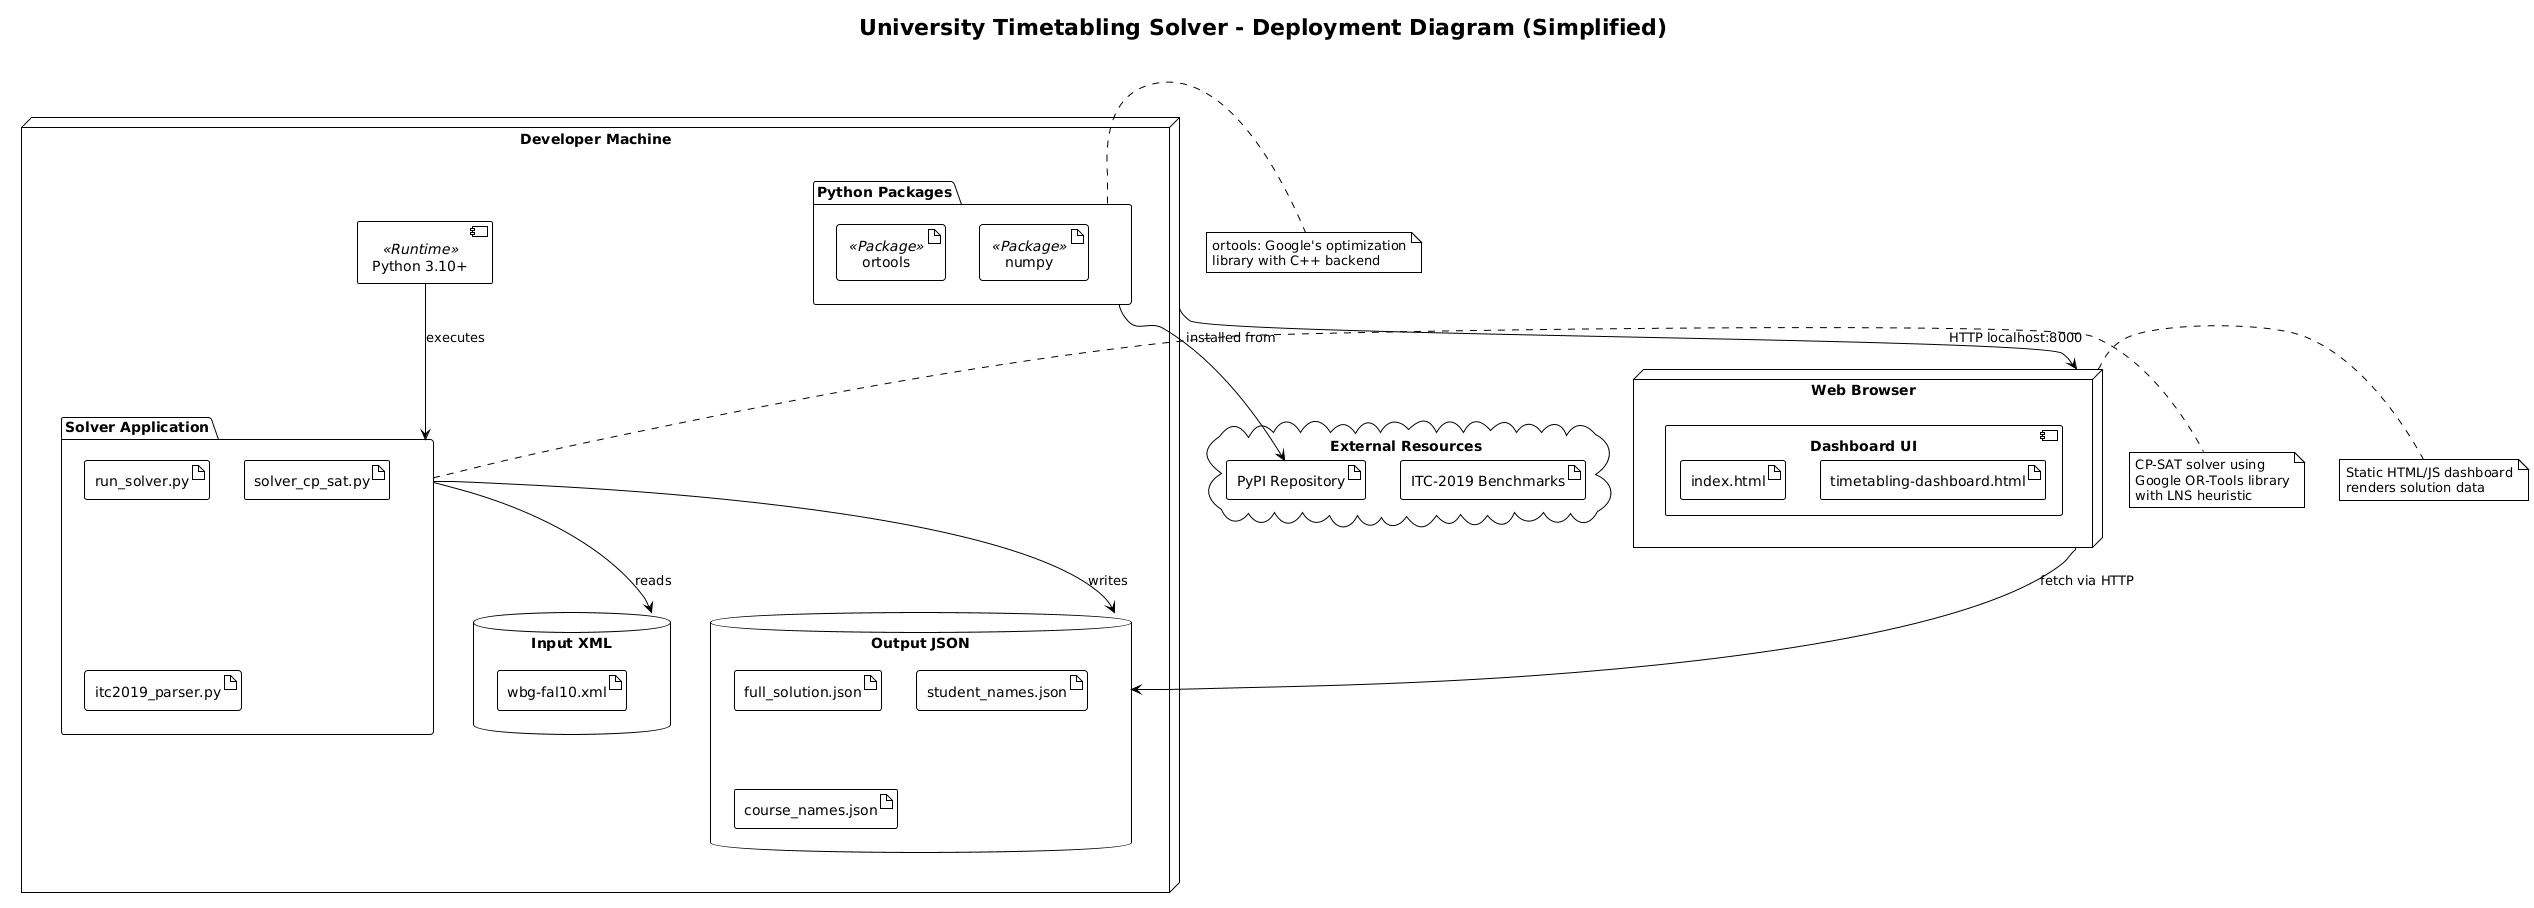 University Timetabling Solver - Deployment Diagram (Simplified)
Developer Machine
Python Packages
«Package»
ortools
«Package»
numpy
«Runtime»
Python 3.10+
ortools: Google's optimization
library with C++ backend
executes
installed from
HTTP localhost:8000
Web Browser
Dashboard UI
index.html
timetabling-dashboard.html
External Resources
PyPI Repository
ITC-2019 Benchmarks
CP-SAT solver using
Google OR-Tools library
with LNS heuristic
Static HTML/JS dashboard
renders solution data
Solver Application
run_solver.py
solver_cp_sat.py
itc2019_parser.py
reads
writes
fetch via HTTP
Input XML
wbg-fal10.xml
Output JSON
full_solution.json
student_names.json
course_names.json